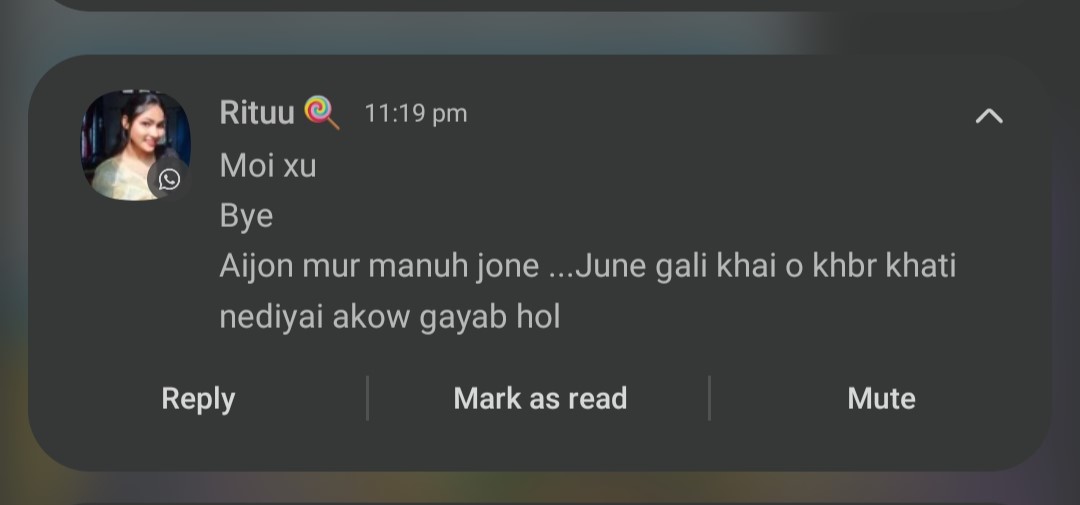 Rituu 🍭 11:19 pm
Moi xu
Bye
Aijon mur manuh jone ...June gali khai o khbr khati
nediyai akow gayab hol
Reply Mark as read Mute